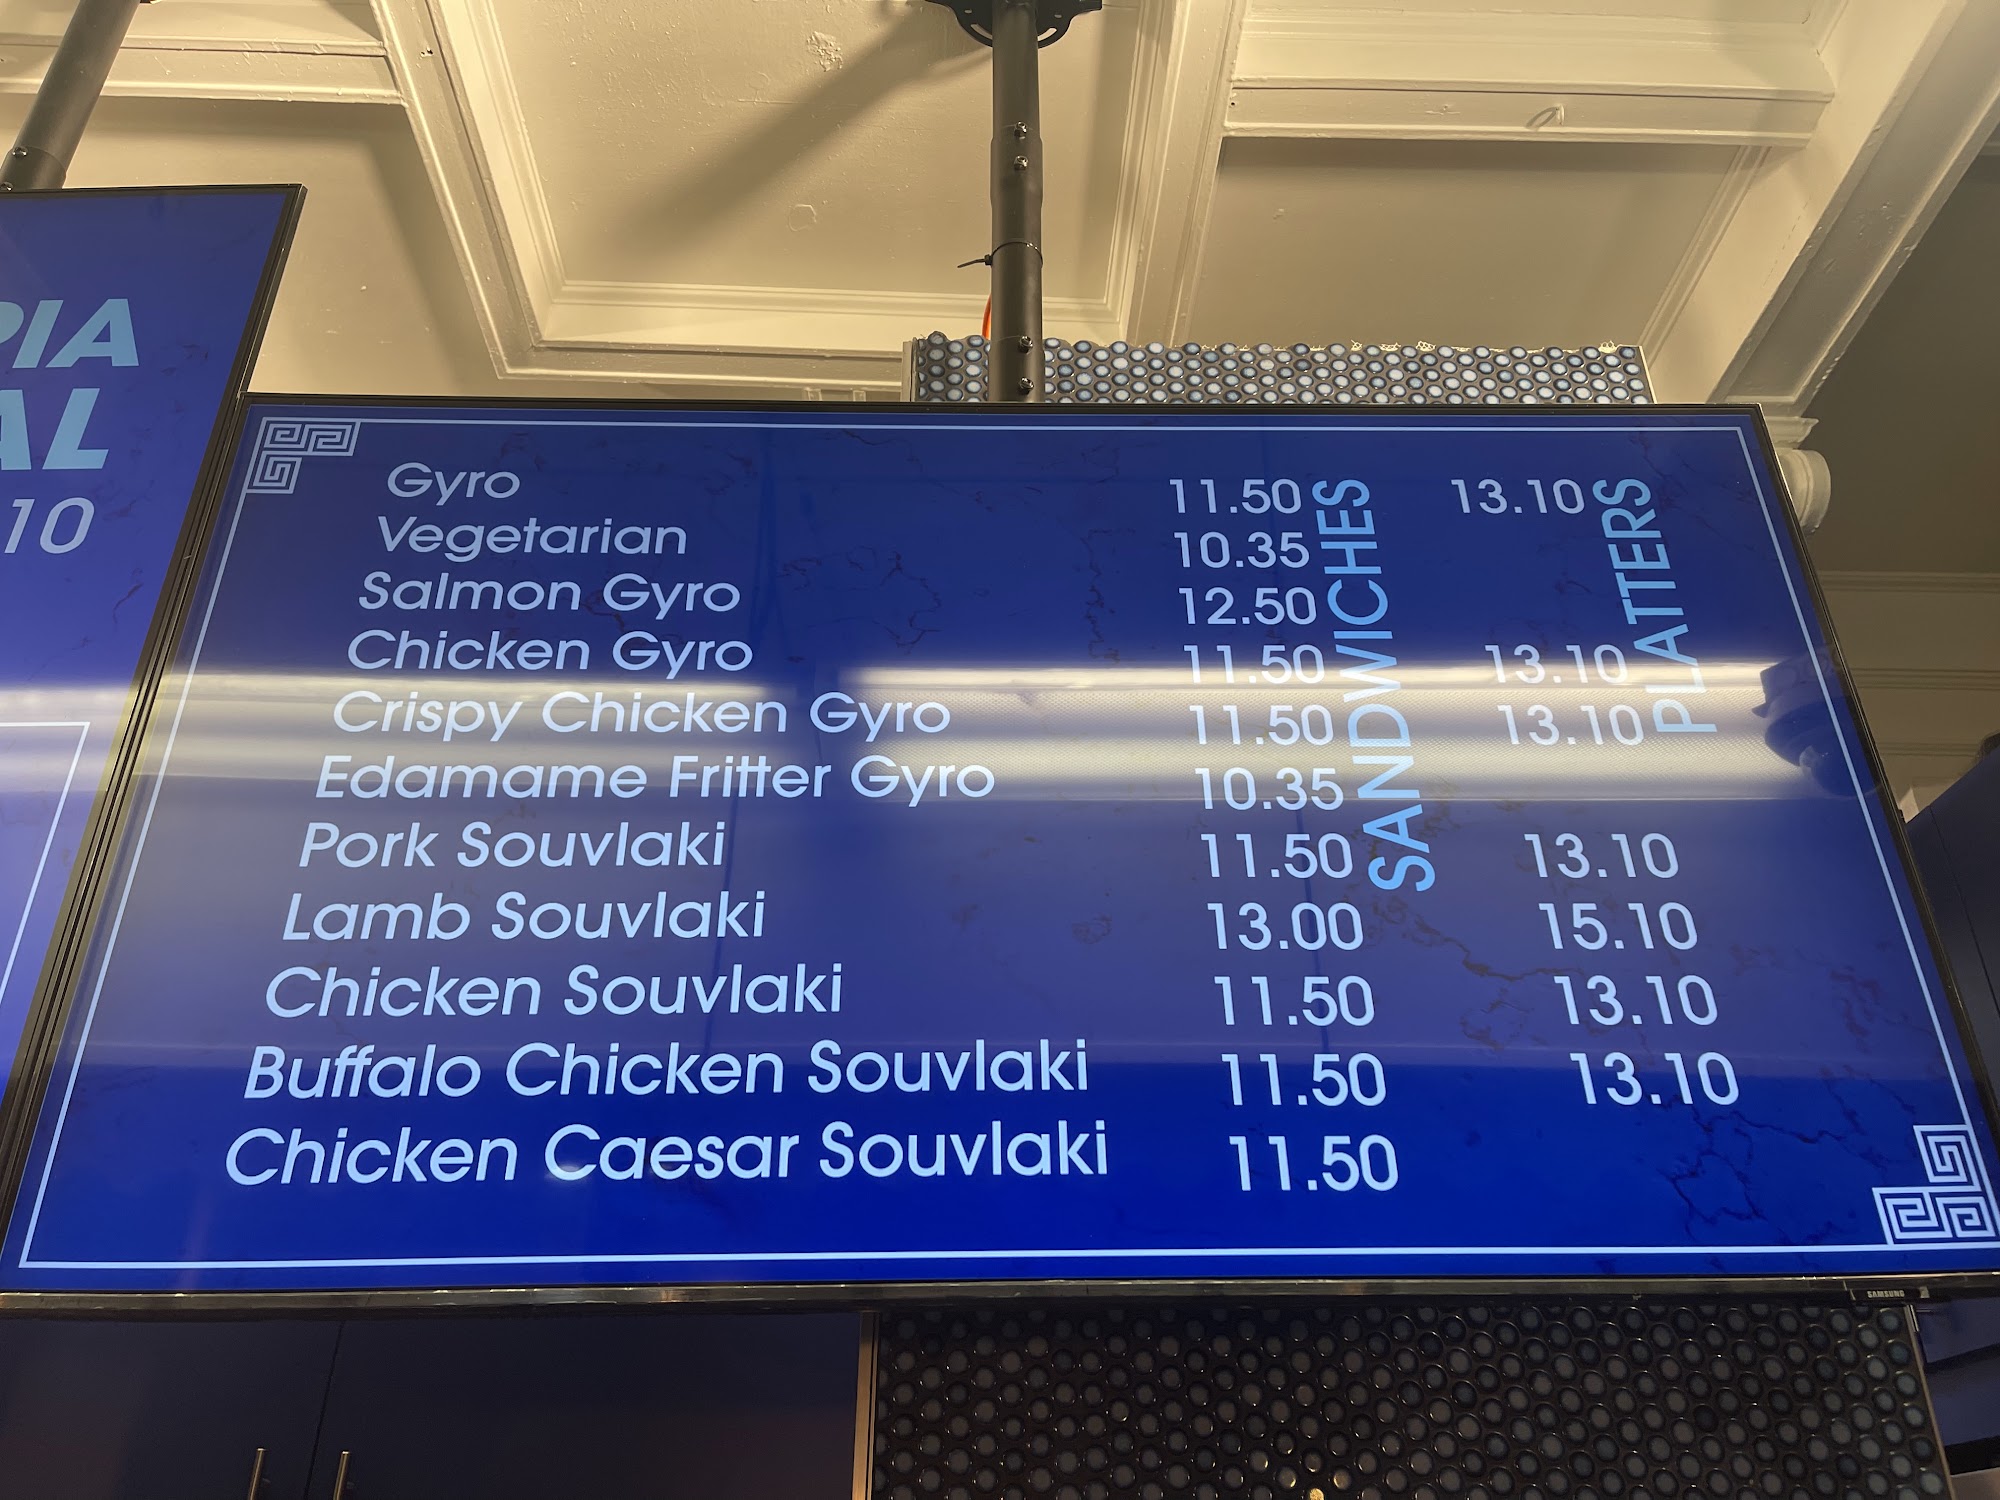 PIA
AL
10
Gyro 11.50 13.10
Vegetarian 10.35
Salmon Gyro 12.50
Chicken Gyro 11.50 13.10
Crispy Chicken Gyro 11.50 13.10
Edamame Fritter Gyro 10.35
Pork Souvlaki 11.50 13.10
Lamb Souvlaki 13.00 15.10
Chicken Souvlaki 11.50 13.10
Buffalo Chicken Souvlaki 11.50 13.10
Chicken Caesar Souvlaki 11.50
SANDWICHES
PLATTERS
SAMSUNG